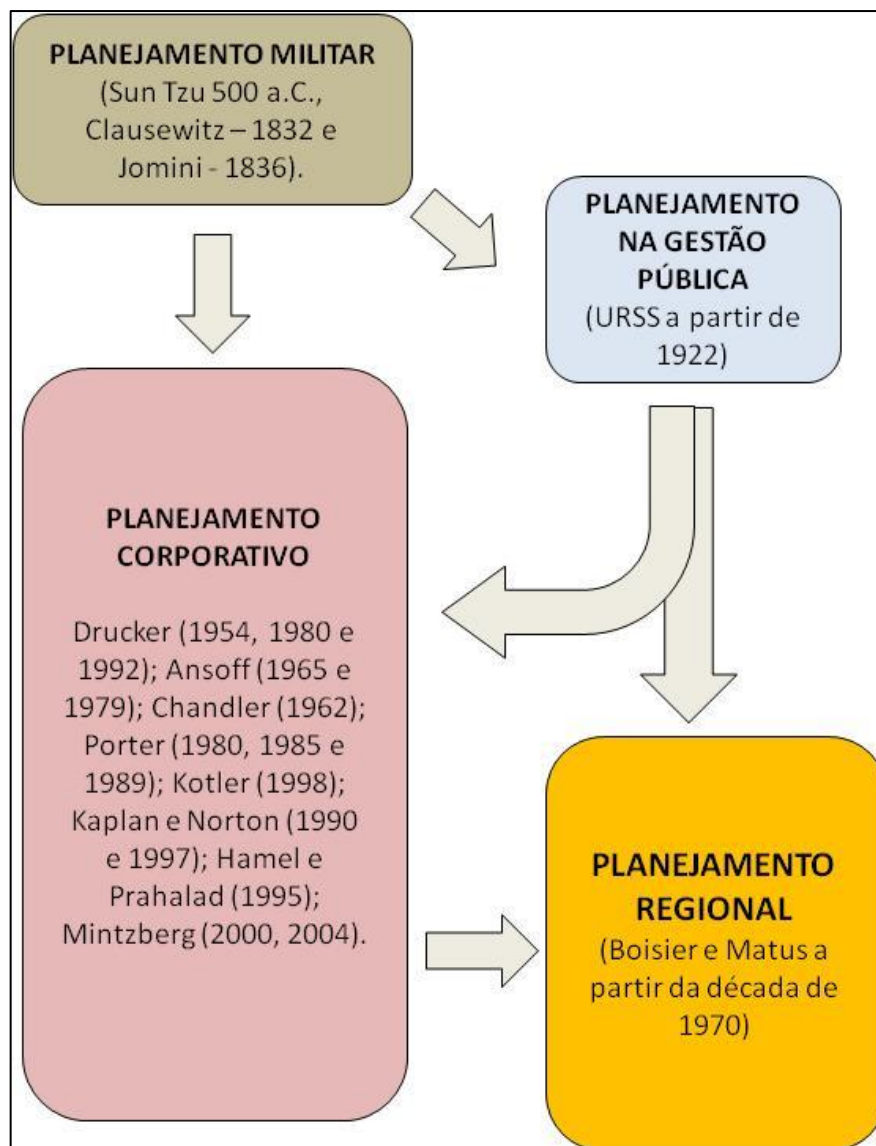 PLANEJAMENTO MILITAR
(Sun Tzu 500 a.C.,
Clausewitz – 1832 e
Jomini - 1836).
PLANEJAMENTO
NA GESTÃO
PÚBLICA
(URSS a partir de
1922)
PLANEJAMENTO
CORPORATIVO
Drucker (1954, 1980 e
1992); Ansoff (1965 e
1979); Chandler (1962);
Porter (1980, 1985 e
1989); Kotler (1998);
Kaplan e Norton (1990
e 1997); Hamel e
Prahalad (1995);
Mintzberg (2000, 2004).
PLANEJAMENTO
REGIONAL
(Boisier e Matus a
partir da década de
1970)